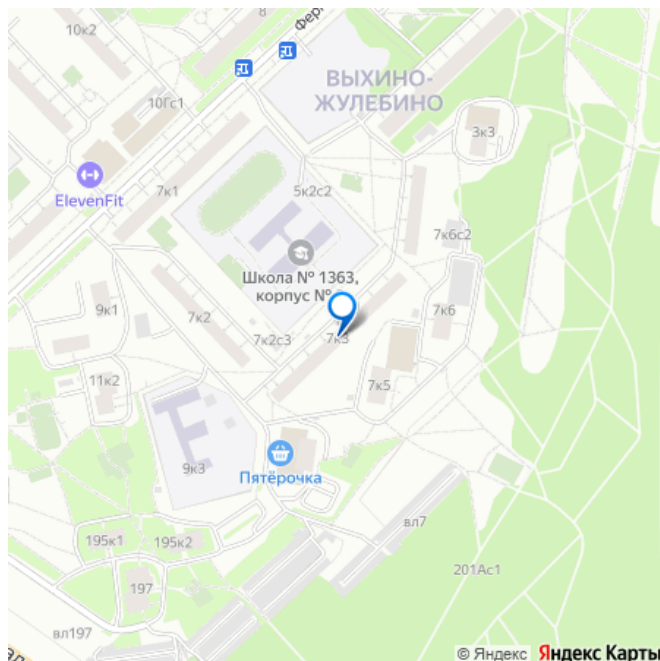 8
10к2
Фер
ВЫХИНО-
ЖУЛЕБИНО
10Гс1
3к3
ElevenFit
7к1
5к2с2
7к6с2
Школа № 1363,
корпус №
9к1
7к2
7к2с3
7к3
7к6
11к2
7к5
9к3
Пятёрочка
вл7
195к1
195к2
201Ас1
197
вл197
© Яндекс Яндекс Карты